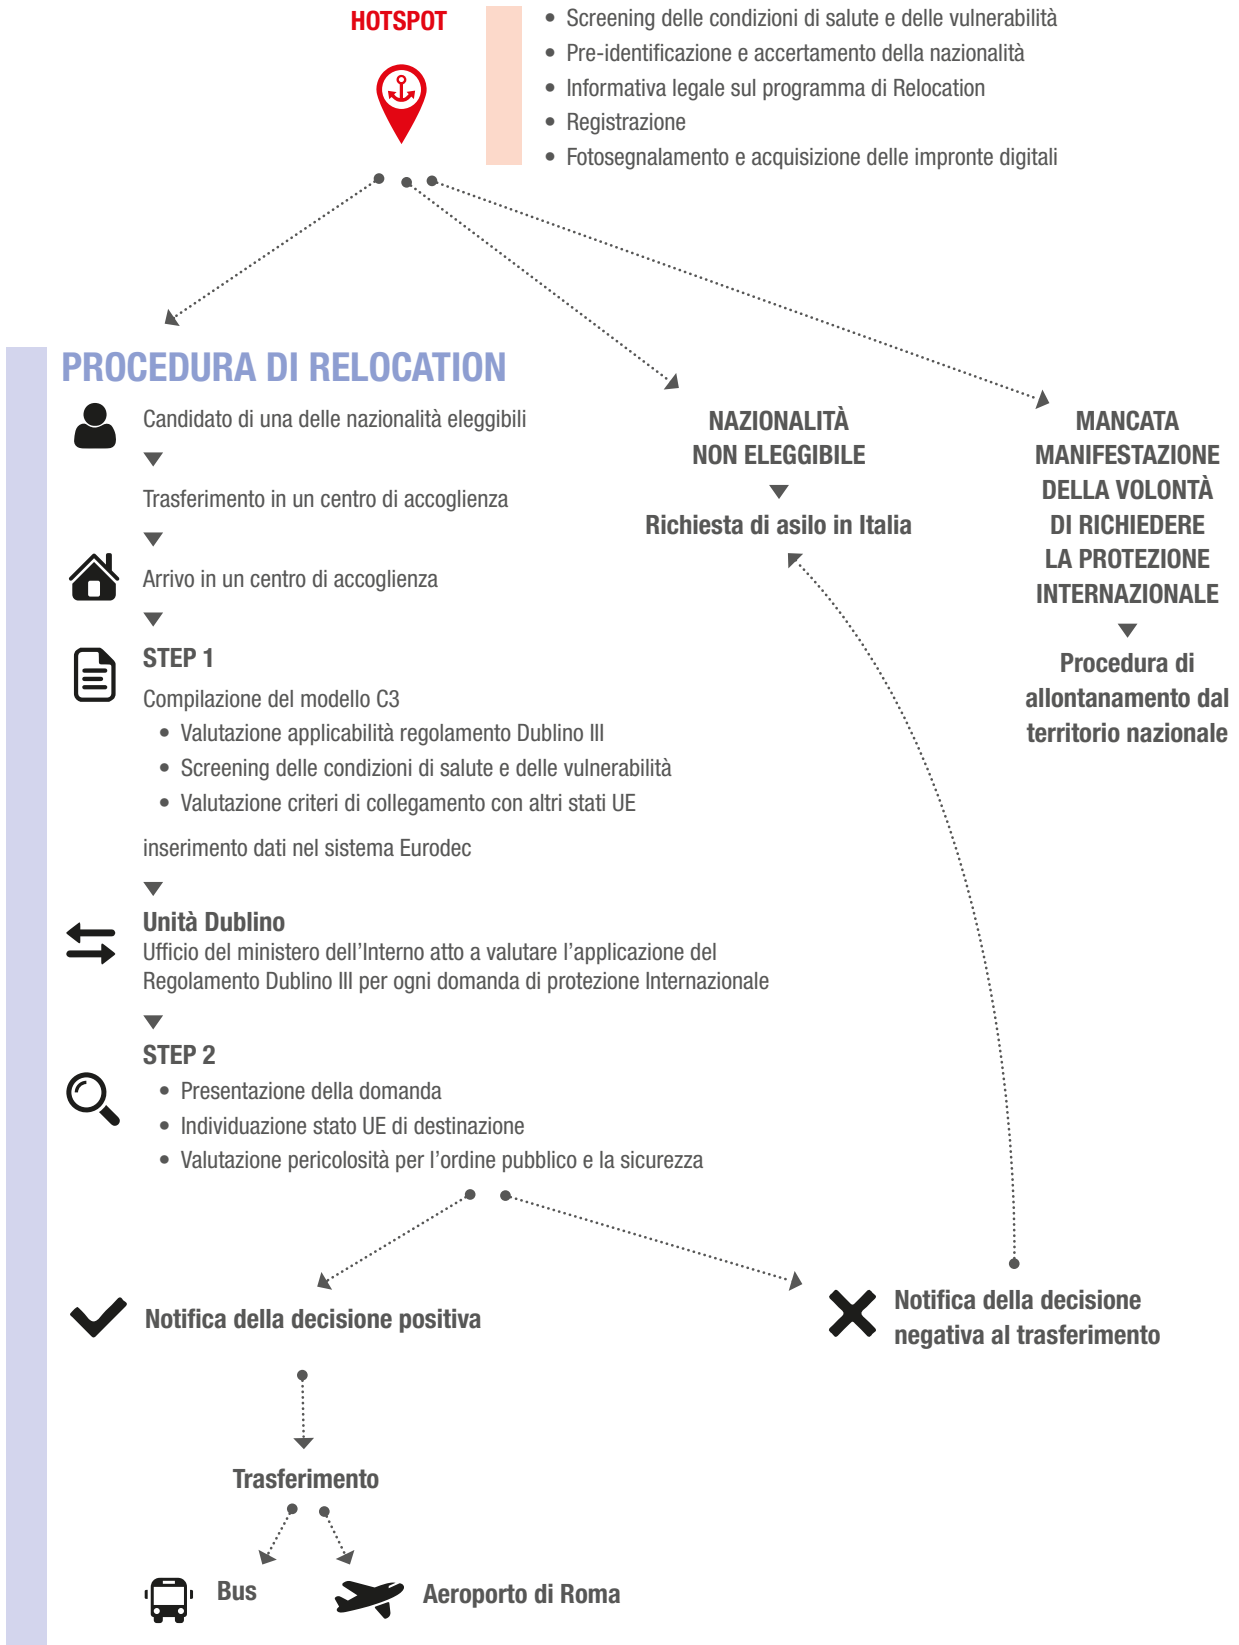 HOTSPOT
• Screening delle condizioni di salute e delle vulnerabilità
• Pre-identificazione e accertamento della nazionalità
• Informativa legale sul programma di Relocation
• Registrazione
• Fotosegnalamento e acquisizione delle impronte digitali
PROCEDURA DI RELOCATION
Candidato di una delle nazionalità eleggibili
Trasferimento in un centro di accoglienza
Arrivo in un centro di accoglienza
STEP 1
Compilazione del modello C3
• Valutazione applicabilità regolamento Dublino III
• Screening delle condizioni di salute e delle vulnerabilità
• Valutazione criteri di collegamento con altri stati UE
inserimento dati nel sistema Eurodec
Unità Dublino
Ufficio del ministero dell’Interno atto a valutare l’applicazione del
Regolamento Dublino III per ogni domanda di protezione Internazionale
STEP 2
• Presentazione della domanda
• Individuazione stato UE di destinazione
• Valutazione pericolosità per l’ordine pubblico e la sicurezza
NAZIONALITÀ
NON ELEGGIBILE
Richiesta di asilo in Italia
MANCATA
MANIFESTAZIONE
DELLA VOLONTÀ
DI RICHIEDERE
LA PROTEZIONE
INTERNAZIONALE
Procedura di
allontanamento dal
territorio nazionale
Notifica della decisione positiva
Notifica della decisione
negativa al trasferimento
Trasferimento
Bus
Aeroporto di Roma